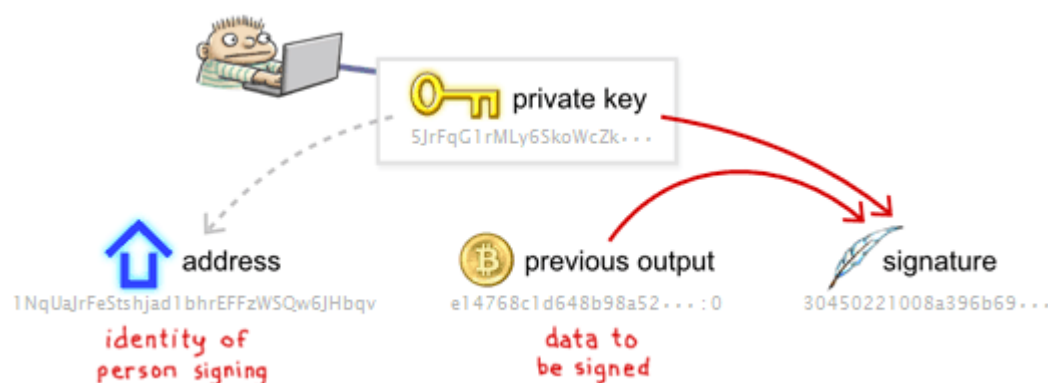 private key
5JrFqG1rMLy6SkoWcZk···
address
previous output
signature
1NqUaJrFeStshjad1bhrEFFzWSQw6JHbqv
e14768c1d648b98a52···:0
30450221008a396b69···
identity of
person signing
data to
be signed